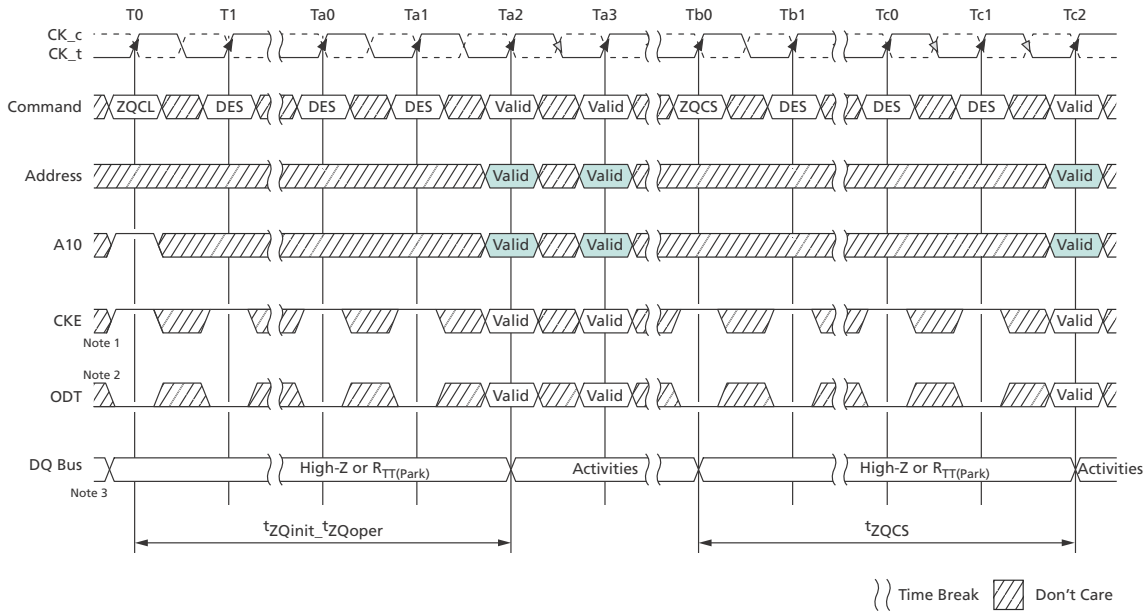 T0 T1 Ta0 Ta1 Ta2 Ta3 Tb0 Tb1 Tc0 Tc1 Tc2
CK_c
CK_t
Command ZQCL DES DES DES Valid Valid ZQCS DES DES DES Valid
Address Valid Valid Valid
A10 Valid Valid Valid
CKE Valid Valid Valid
Note 1
Note 2
ODT Valid Valid Valid
DQ Bus High-Z or RTT(Park) Activities High-Z or RTT(Park) Activities
Note 3
tZQinit_tZQoper tZQCS
Time Break Don't Care